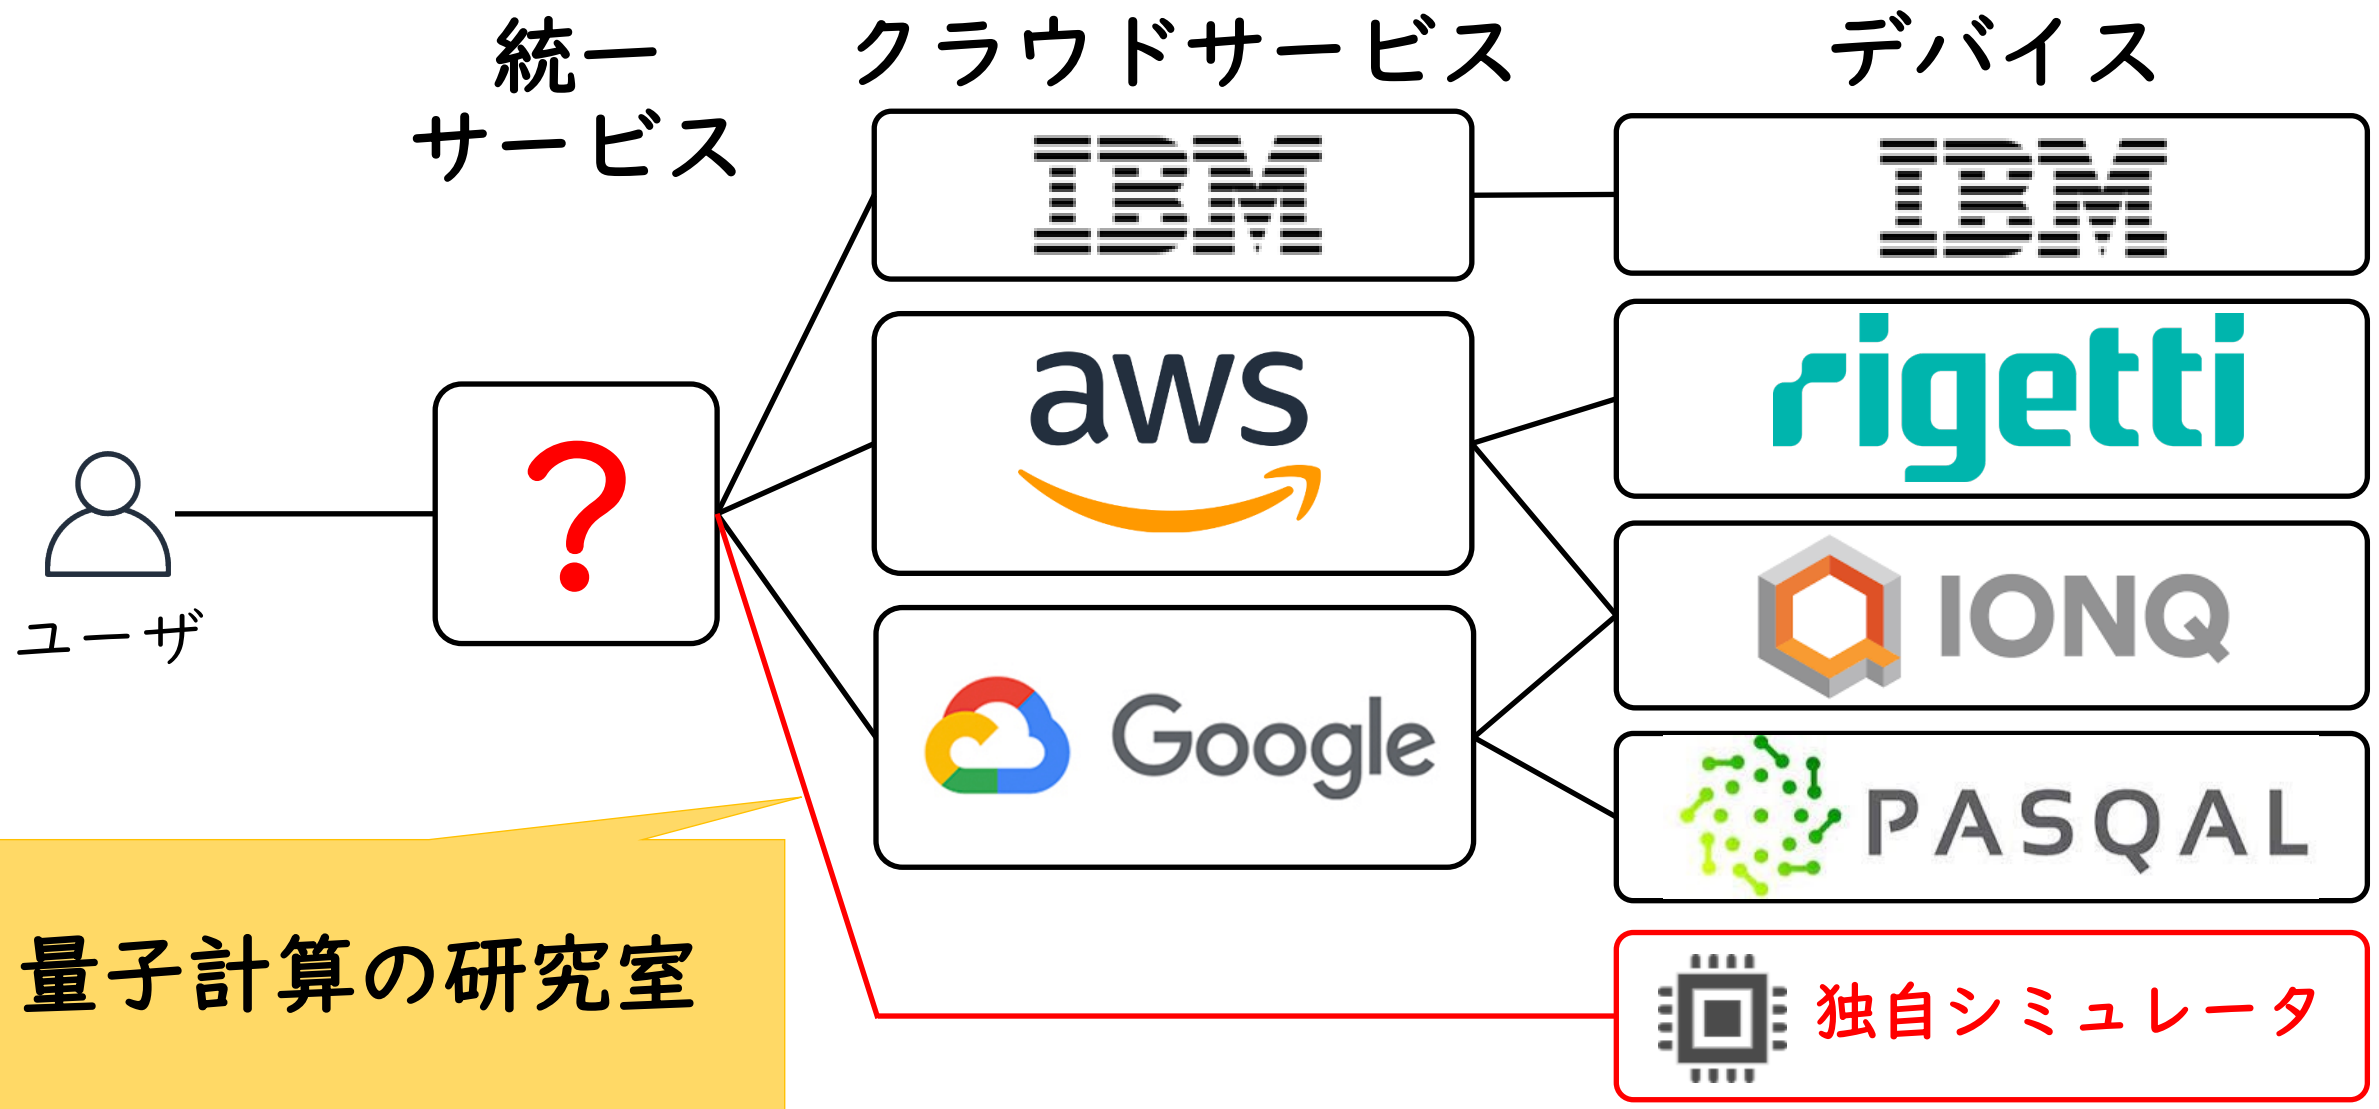 統一
サービス
クラウドサービス
デバイス
IBM
IBM
aws
rigetti
?
IONQ
ユーザ
Google
PASQAL
量子計算の研究室
独自シミュレータ